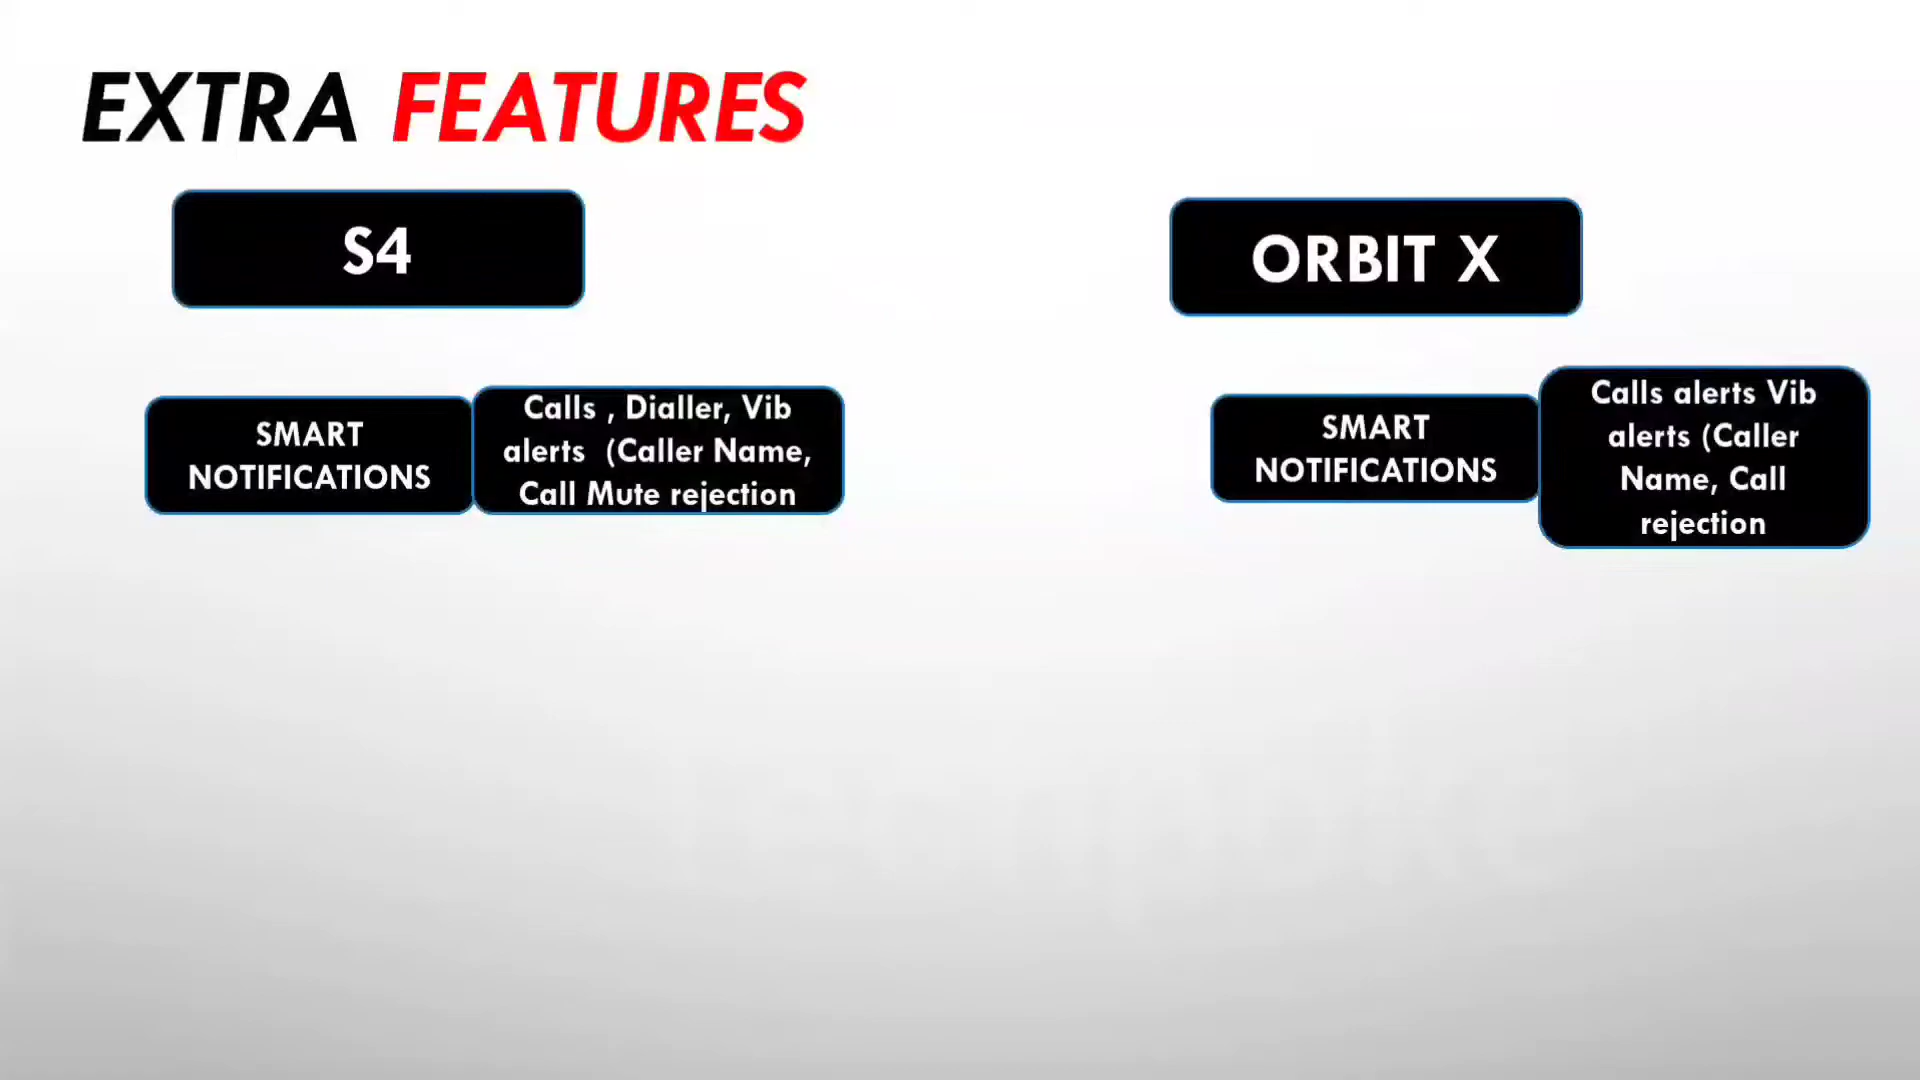 EXTRA FEATURES
S4
ORBIT X
SMART
NOTIFICATIONS
Calls , Dialler, Vib
alerts (Caller Name,
Call Mute rejection
SMART
NOTIFICATIONS
Calls alerts Vib
alerts (Caller
Name, Call
rejection